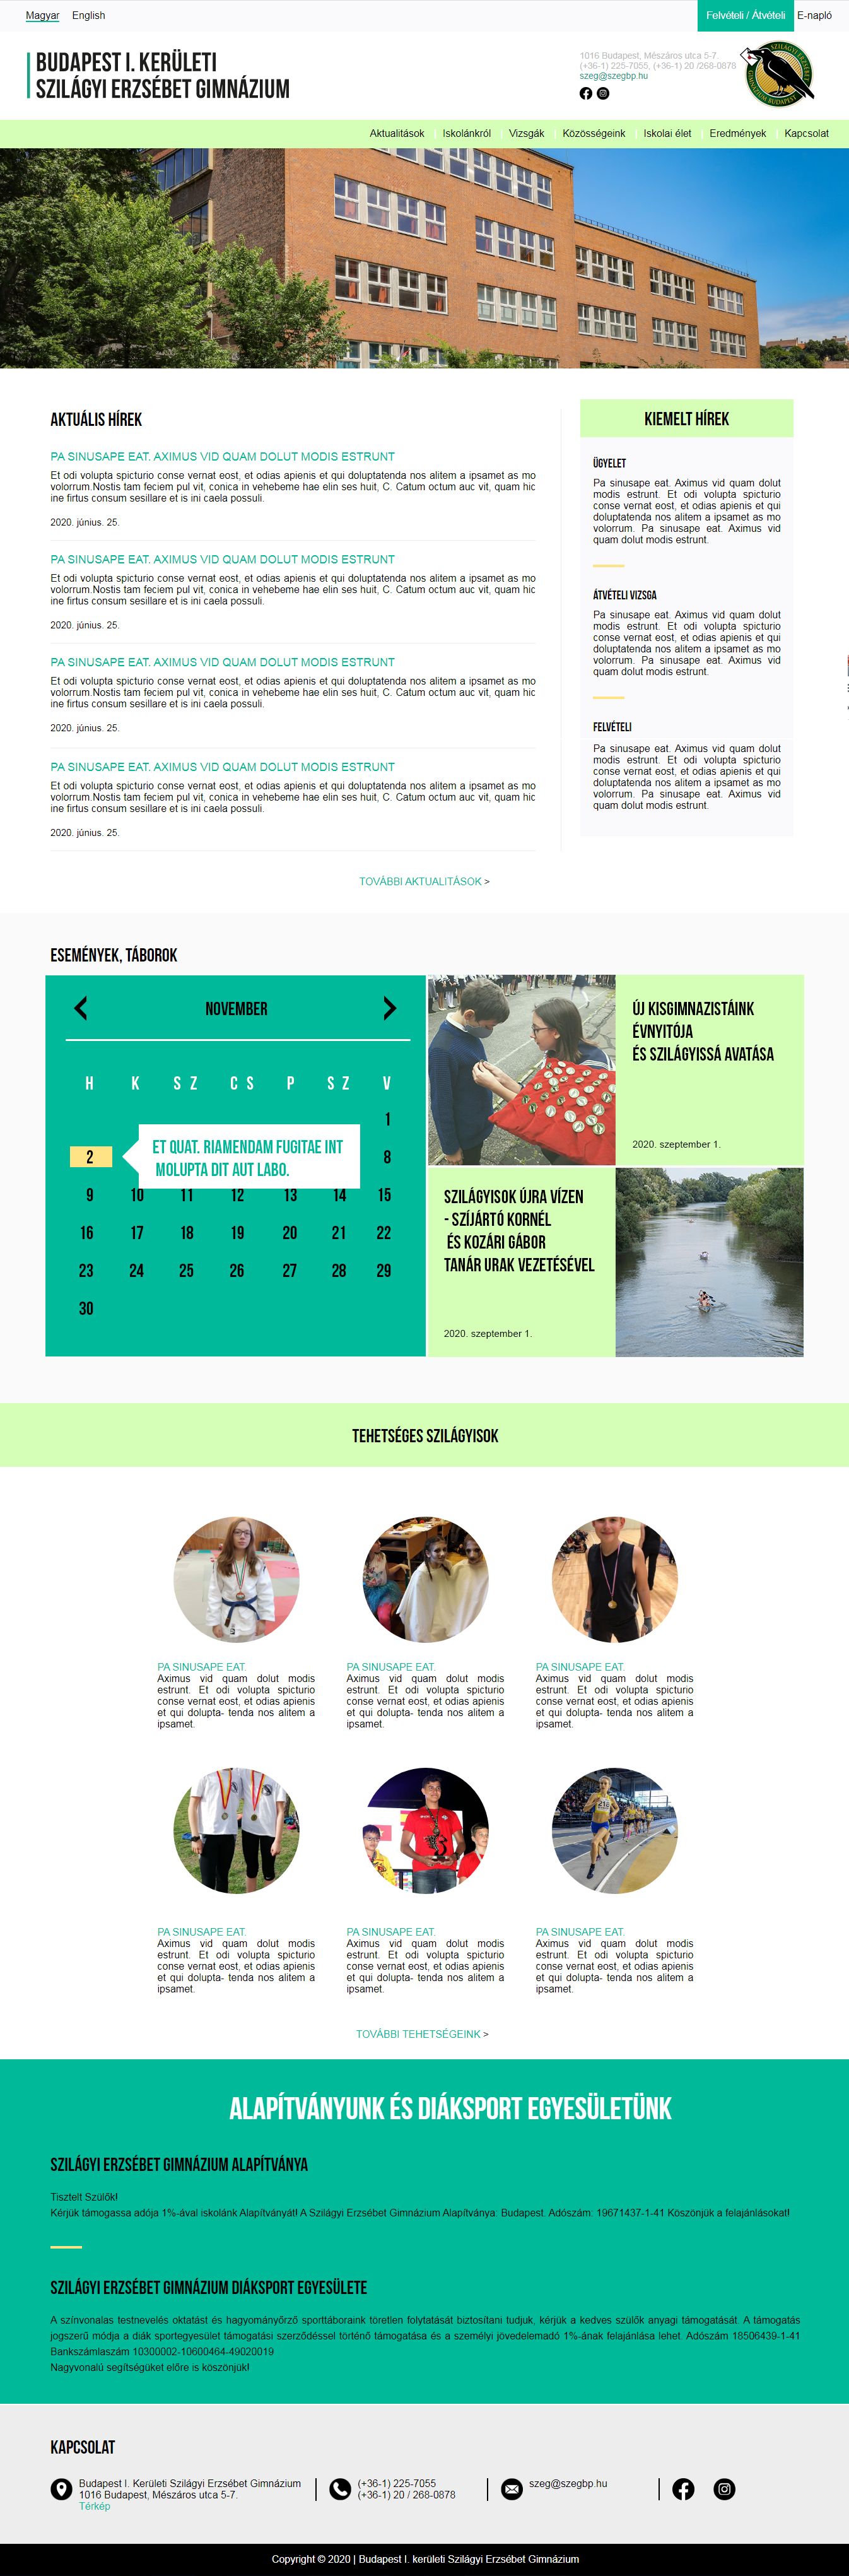 Magyar English Felvételi / Átvételi E-napló
BUDAPEST I. KERÜLETI
SZILÁGYI ERZSÉBET GIMNÁZIUM
1016 Budapest, Mészáros utca 5-7.
(+36-1) 225-7055, (+36-1) 20 /268-0878
szeg@szegbp.hu
Aktualitások | Iskolánkról | Vizsgák | Közösségeink | Iskolai élet | Eredmények | Kapcsolat
AKTUÁLIS HÍREK
PA SINUSAPE EAT. AXIMUS VID QUAM DOLUT MODIS ESTRUNT
Et odi volupta spicturio conse vernat eost, et odias apienis et qui doluptatenda nos alitem a ipsamet as mo
volorrum.Nostis tam feciem pul vit, conica in vehebeme hae elin ses huit, C. Catum octum auc vit, quam hic
ine firtus consum sesillare et is ini caela possuli.
2020. június. 25.
PA SINUSAPE EAT. AXIMUS VID QUAM DOLUT MODIS ESTRUNT
Et odi volupta spicturio conse vernat eost, et odias apienis et qui doluptatenda nos alitem a ipsamet as mo
volorrum.Nostis tam feciem pul vit, conica in vehebeme hae elin ses huit, C. Catum octum auc vit, quam hic
ine firtus consum sesillare et is ini caela possuli.
2020. június. 25.
PA SINUSAPE EAT. AXIMUS VID QUAM DOLUT MODIS ESTRUNT
Et odi volupta spicturio conse vernat eost, et odias apienis et qui doluptatenda nos alitem a ipsamet as mo
volorrum.Nostis tam feciem pul vit, conica in vehebeme hae elin ses huit, C. Catum octum auc vit, quam hic
ine firtus consum sesillare et is ini caela possuli.
2020. június. 25.
PA SINUSAPE EAT. AXIMUS VID QUAM DOLUT MODIS ESTRUNT
Et odi volupta spicturio conse vernat eost, et odias apienis et qui doluptatenda nos alitem a ipsamet as mo
volorrum.Nostis tam feciem pul vit, conica in vehebeme hae elin ses huit, C. Catum octum auc vit, quam hic
ine firtus consum sesillare et is ini caela possuli.
2020. június. 25.
KIEMELT HÍREK
ÜGYELET
Pa sinusape eat. Aximus vid quam dolut
modis estrunt. Et odi volupta spicturio
conse vernat eost, et odias apienis et qui
doluptatenda nos alitem a ipsamet as mo
volorrum. Pa sinusape eat. Aximus vid
quam dolut modis estrunt.
ÁTVÉTELI VIZSGA
Pa sinusape eat. Aximus vid quam dolut
modis estrunt. Et odi volupta spicturio
conse vernat eost, et odias apienis et qui
doluptatenda nos alitem a ipsamet as mo
volorrum. Pa sinusape eat. Aximus vid
quam dolut modis estrunt.
FELVÉTELI
Pa sinusape eat. Aximus vid quam dolut
modis estrunt. Et odi volupta spicturio
conse vernat eost, et odias apienis et qui
doluptatenda nos alitem a ipsamet as mo
volorrum. Pa sinusape eat. Aximus vid
quam dolut modis estrunt.
TOVÁBBI AKTUALITÁSOK >
ESEMÉNYEK, TÁBOROK
NOVEMBER
H K SZ CS P SZ V
1
2 8
ET QUAT. RIAMENDAM FUGITAE INT
MOLUPTA DIT AUT LABO.
9 10 11 12 13 14 15
16 17 18 19 20 21 22
23 24 25 26 27 28 29
30
ÚJ KISGIMNAZISTÁINK
ÉVNYITÓJA
ÉS SZILÁGYISSÁ AVATÁSA
2020. szeptember 1.
SZILÁGYISOK ÚJRA VÍZEN
- SZÍJÁRTÓ KORNÉL
ÉS KOZÁRI GÁBOR
TANÁR URAK VEZETÉSÉVEL
2020. szeptember 1.
TEHETSÉGES SZILÁGYISOK
PA SINUSAPE EAT.
Aximus vid quam dolut modis
estrunt. Et odi volupta spicturio
conse vernat eost, et odias apienis
et qui dolupta- tenda nos alitem a
ipsamet.
PA SINUSAPE EAT.
Aximus vid quam dolut modis
estrunt. Et odi volupta spicturio
conse vernat eost, et odias apienis
et qui dolupta- tenda nos alitem a
ipsamet.
PA SINUSAPE EAT.
Aximus vid quam dolut modis
estrunt. Et odi volupta spicturio
conse vernat eost, et odias apienis
et qui dolupta- tenda nos alitem a
ipsamet.
PA SINUSAPE EAT.
Aximus vid quam dolut modis
estrunt. Et odi volupta spicturio
conse vernat eost, et odias apienis
et qui dolupta- tenda nos alitem a
ipsamet.
PA SINUSAPE EAT.
Aximus vid quam dolut modis
estrunt. Et odi volupta spicturio
conse vernat eost, et odias apienis
et qui dolupta- tenda nos alitem a
ipsamet.
PA SINUSAPE EAT.
Aximus vid quam dolut modis
estrunt. Et odi volupta spicturio
conse vernat eost, et odias apienis
et qui dolupta- tenda nos alitem a
ipsamet.
TOVÁBBI TEHETSÉGEINK >
ALAPÍTVÁNYUNK ÉS DIÁKSPORT EGYESÜLETÜNK
SZILÁGYI ERZSÉBET GIMNÁZIUM ALAPÍTVÁNYA
Tisztelt Szülők!
Kérjük támogassa adója 1%-ával iskolánk Alapítványát! A Szilágyi Erzsébet Gimnázium Alapítványa: Budapest. Adószám: 19671437-1-41 Köszönjük a felajánlásokat!
SZILÁGYI ERZSÉBET GIMNÁZIUM DIÁKSPORT EGYESÜLETE
A színvonalas testnevelés oktatást és hagyományőrző sporttáboraink töretlen folytatását biztosítani tudjuk, kérjük a kedves szülők anyagi támogatását. A támogatás
jogszerű módja a diák sportegyesület támogatási szerződéssel történő támogatása és a személyi jövedelemadó 1%-ának felajánlása lehet. Adószám 18506439-1-41
Bankszámlaszám 10300002-10600464-49020019
Nagyvonalú segítségüket előre is köszönjük!
KAPCSOLAT
Budapest I. Kerületi Szilágyi Erzsébet Gimnázium
1016 Budapest, Mészáros utca 5-7.
Térkép
(+36-1) 225-7055
(+36-1) 20 / 268-0878
szeg@szegbp.hu
Copyright © 2020 | Budapest I. kerületi Szilágyi Erzsébet Gimnázium